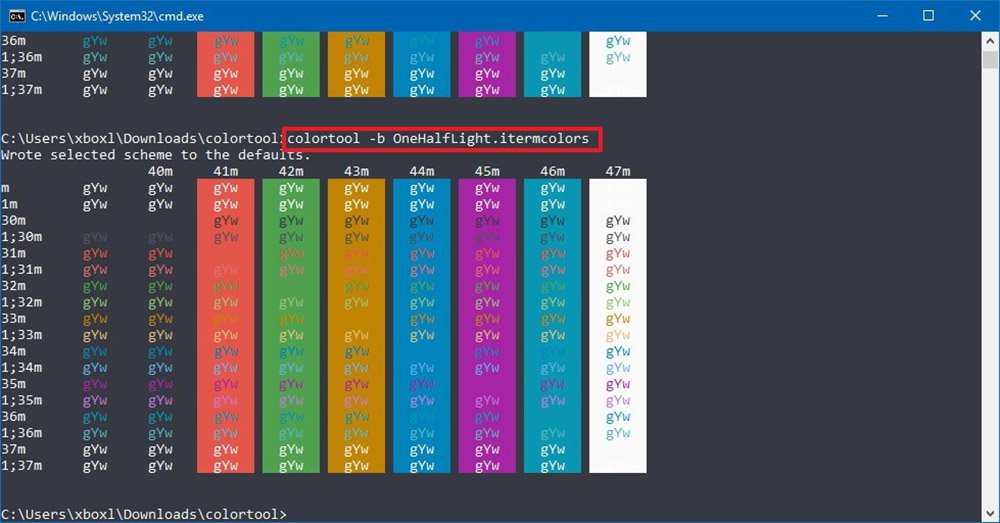 C:\Windows\System32\cmd.exe
36m gYw gYw gYw gYw gYw gYw gYw gYw
1;36m gYw gYw gYw gYw gYw gYw gYw gYw gYw
37m gYw gYw gYw gYw gYw gYw gYw gYw
1;37m gYw gYw gYw gYw gYw gYw gYw gYw
C:\Users\xboxl\Downloads\colortool>colortool -b OneHalfLight.itermcolors
Wrote selected scheme to the defaults.
40m 41m 42m 43m 44m 45m 46m 47m
m gYw gYw gYw gYw gYw gYw gYw gYw
1m gYw gYw gYw gYw gYw gYw gYw gYw
30m gYw gYw gYw gYw gYw gYw gYw
1;30m gYw gYw gYw gYw gYw gYw gYw gYw gYw
31m gYw gYw gYw gYw gYw gYw gYw gYw
1;31m gYw gYw gYw gYw gYw gYw gYw gYw gYw
32m gYw gYw gYw gYw gYw gYw gYw gYw
1;32m gYw gYw gYw gYw gYw gYw gYw gYw gYw
33m gYw gYw gYw gYw gYw gYw gYw gYw
1;33m gYw gYw gYw gYw gYw gYw gYw gYw gYw
34m gYw gYw gYw gYw gYw gYw gYw gYw
1;34m gYw gYw gYw gYw gYw gYw gYw gYw gYw
35m gYw gYw gYw gYw gYw gYw gYw gYw
1;35m gYw gYw gYw gYw gYw gYw gYw gYw gYw
36m gYw gYw gYw gYw gYw gYw gYw gYw
1;36m gYw gYw gYw gYw gYw gYw gYw gYw gYw
37m gYw gYw gYw gYw gYw gYw gYw gYw
1;37m gYw gYw gYw gYw gYw gYw gYw gYw
C:\Users\xboxl\Downloads\colortool>